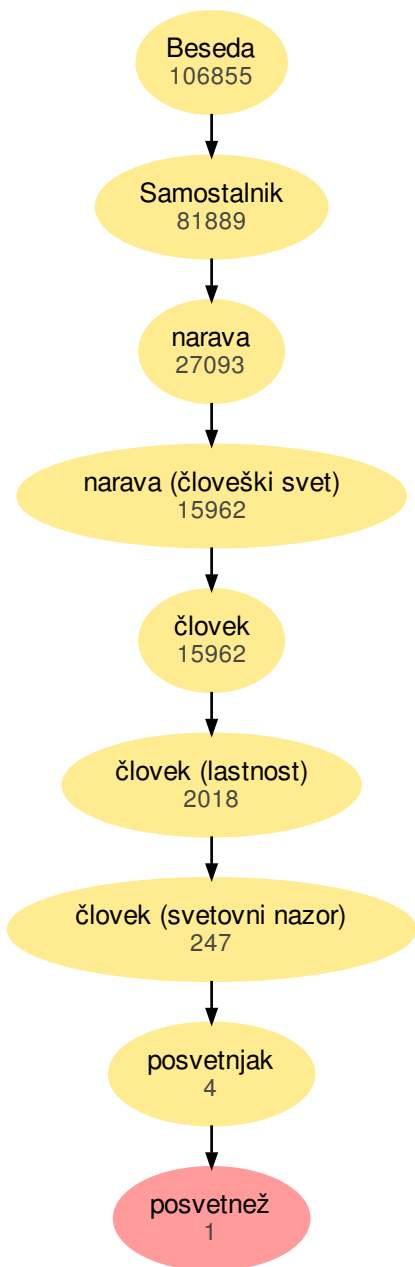 Beseda
106855
Samostalnik
81889
narava
27093
narava (človeški svet)
15962
človek
15962
človek (lastnost)
2018
človek (svetovni nazor)
247
posvetnjak
4
posvetnež
1